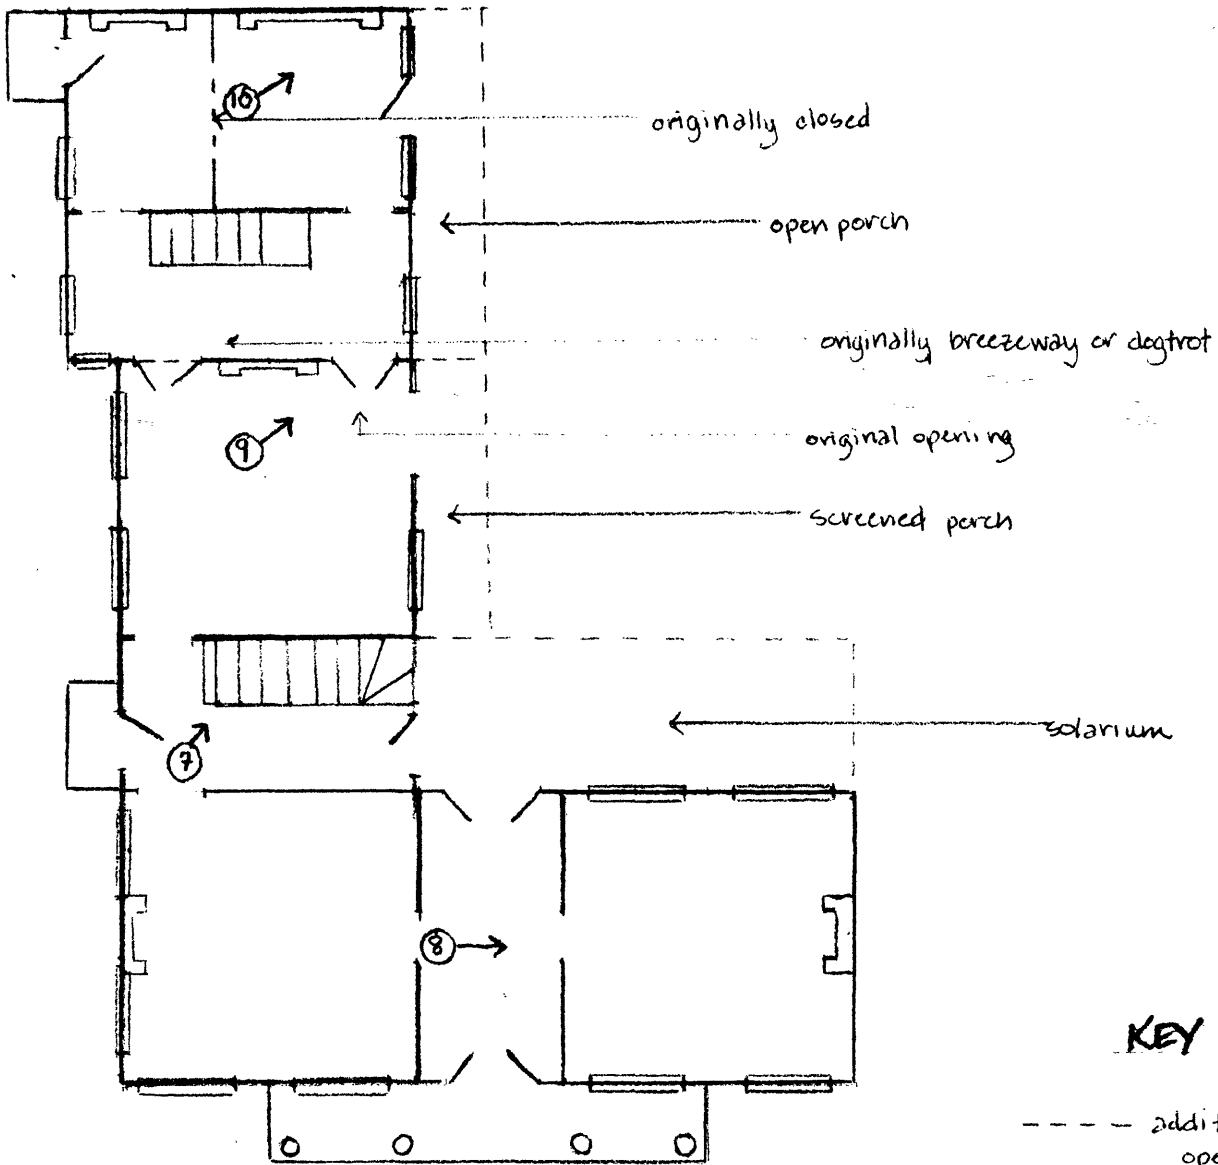 10
originally closed
open porch
originally breezeway or dogtrot
9
original opening
screened porch
7
solarium
8
KEY
---- addit
ope